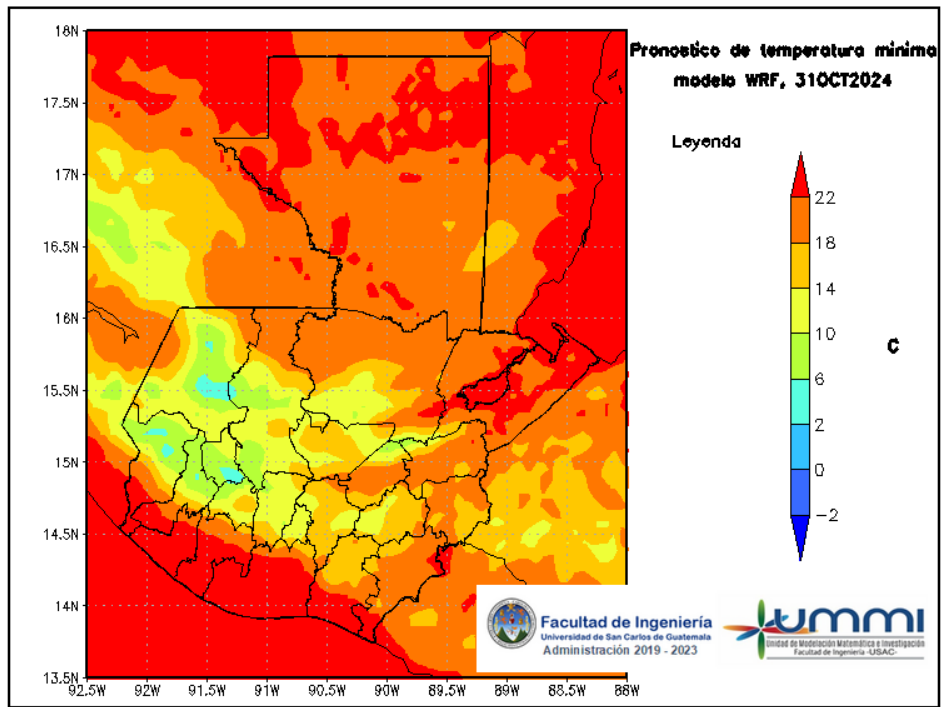 Pronostico de temperatura minima
modelo WRF, 31OCT2024
Leyenda
22
18
14
10
6
2
0
−2
C
18N
17.5N
17N
16.5N
16N
15.5N
15N
14.5N
14N
13.5N
92.5W
92W
91.5W
91W
90.5W
90W
89.5W
89W
88.5W
88W
Facultad de Ingeniería
Universidad de San Carlos de Guatemala
Administración 2019 - 2023
UMMI
Unidad de Modelación Matemática e Investigación
Facultad de Ingeniería -USAC-